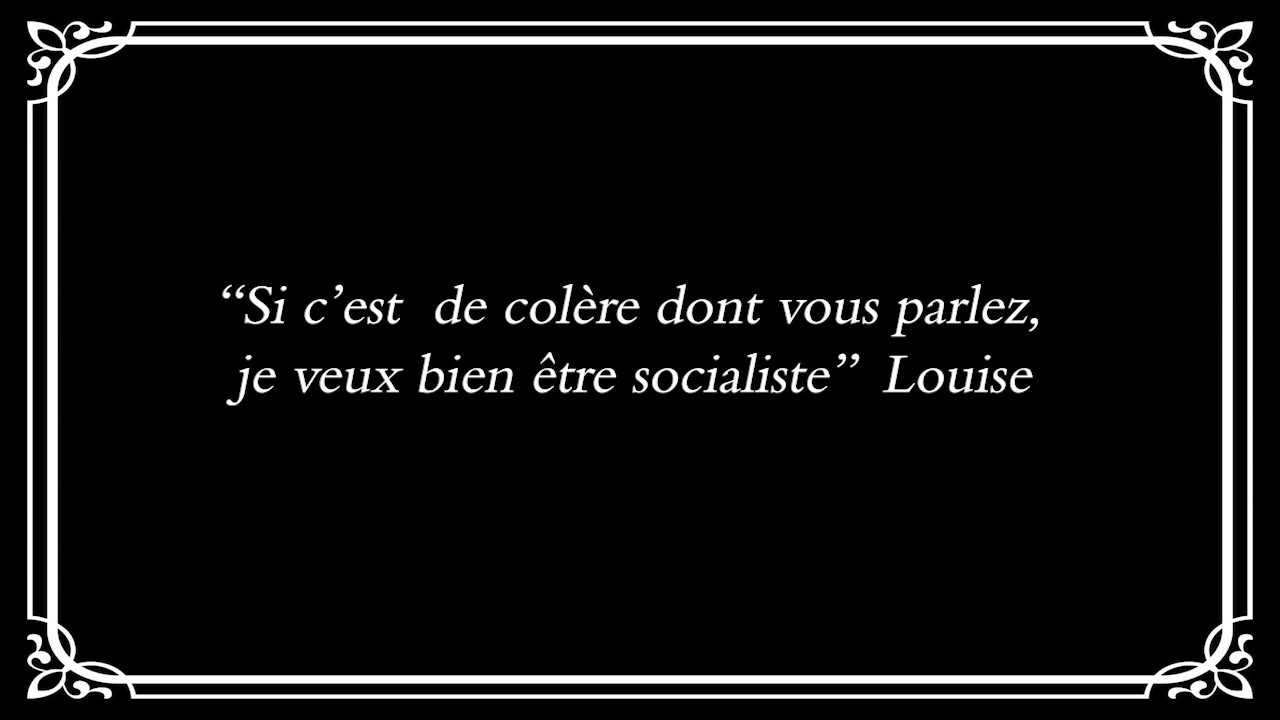 “Si c’est  de colère dont vous parlez,
je veux bien être socialiste”  Louise